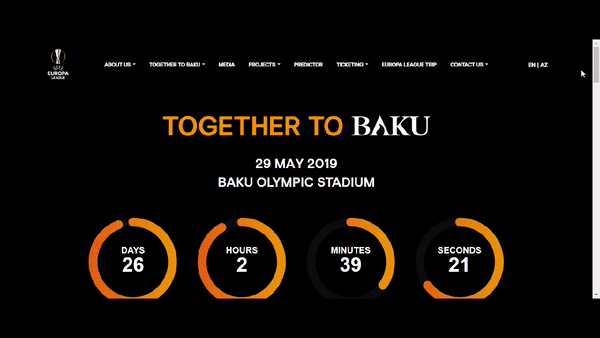 UEFA
EUROPA
LEAGUE
ABOUT US TOGETHER TO BAKU MEDIA PROJECTS PREDICTOR TICKETING EUROPA LEAGUE TRIP CONTACT US EN | AZ
TOGETHER TO BAKU
29 MAY 2019
BAKU OLYMPIC STADIUM
DAYS HOURS MINUTES SECONDS
26 2 39 21